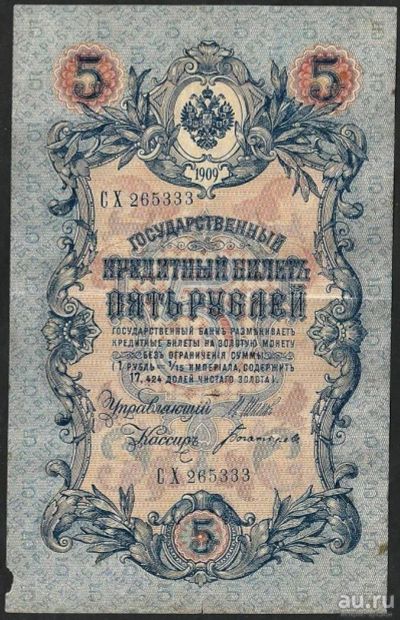 5 5
1909
СХ 265333
ГОСУДАРСТВЕННЫЙ
КРЕДИТНЫЙ БИЛЕТЪ
ПЯТЬ РУБЛЕЙ
ГОСУДАРСТВЕННЫЙ БАНКЪ РАЗМѢНИВАЕТЪ
КРЕДИТНЫЕ БИЛЕТЫ НА ЗОЛОТУЮ МОНЕТУ
БЕЗЪ ОГРАНИЧЕНІЯ СУММЫ
(1 РУБЛЬ = 1/15 ИМПЕРІАЛА, СОДЕРЖИТЪ
17,424 ДОЛЕЙ ЧИСТАГО ЗОЛОТА).
Управляющій
Кассиръ
СХ 265333
5
au.ru